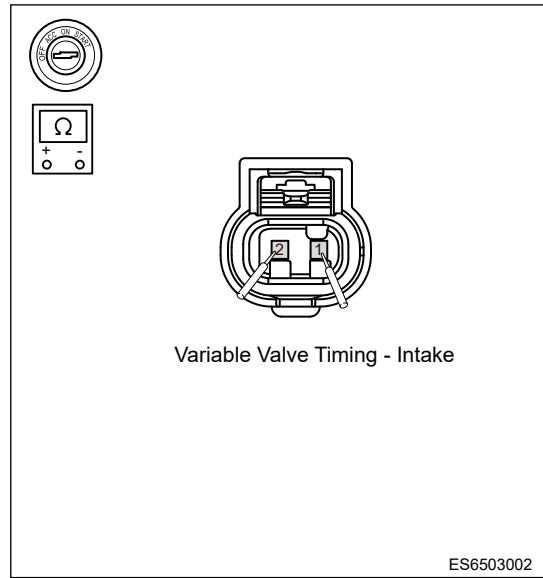 OFF ACC ON START
Ω
+ -
2 1
Variable Valve Timing - Intake
ES6503002